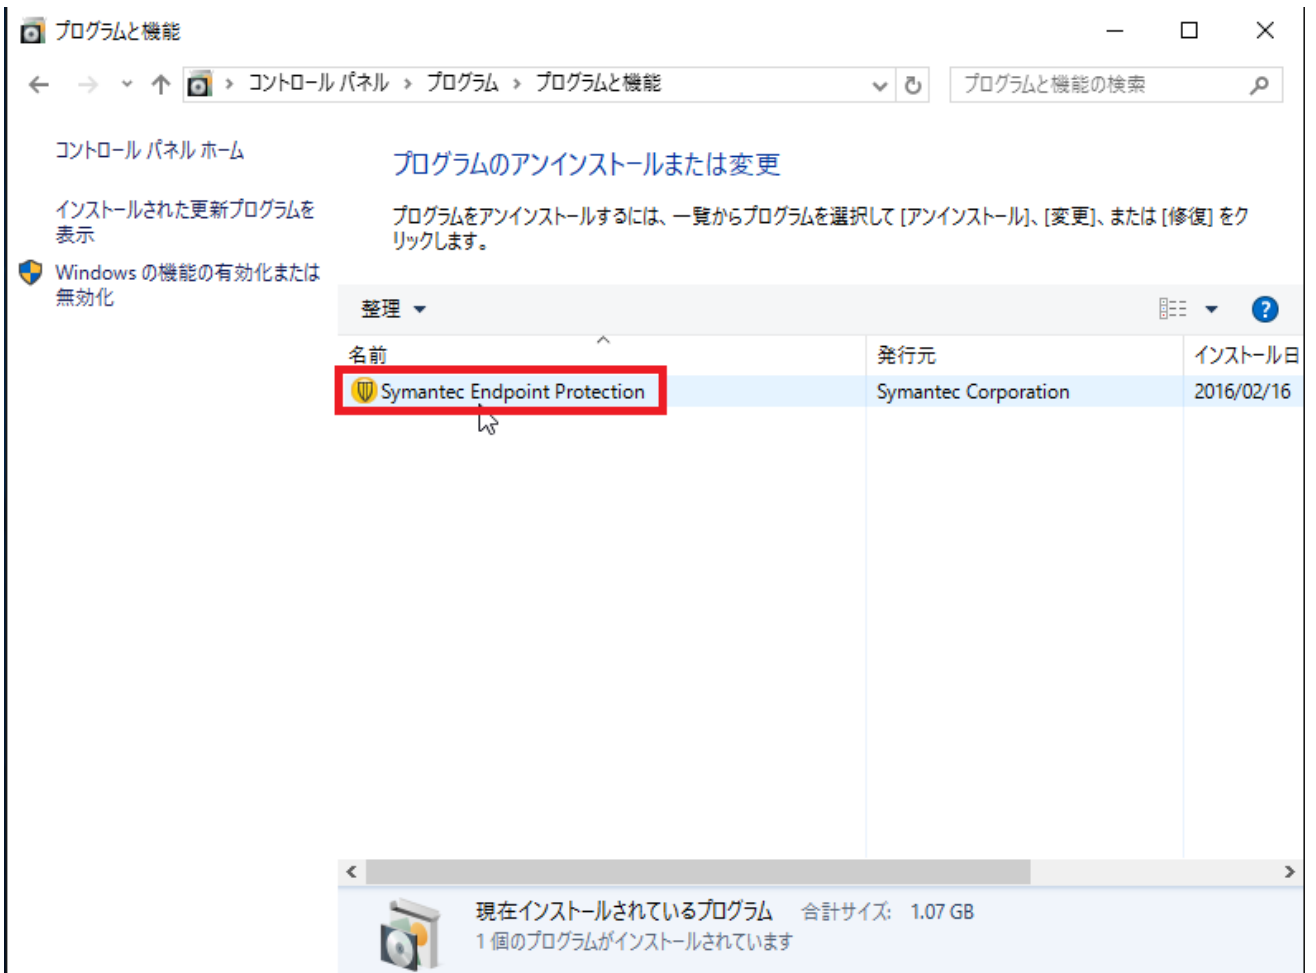 プログラムと機能
コントロール パネル › プログラム › プログラムと機能
プログラムと機能の検索
コントロール パネル ホーム
インストールされた更新プログラムを
表示
Windows の機能の有効化または
無効化
プログラムのアンインストールまたは変更
プログラムをアンインストールするには、一覧からプログラムを選択して [アンインストール]、[変更]、または [修復] をク
リックします。
整理
名前 発行元 インストール日
Symantec Endpoint Protection Symantec Corporation 2016/02/16
現在インストールされているプログラム 合計サイズ: 1.07 GB
1 個のプログラムがインストールされています